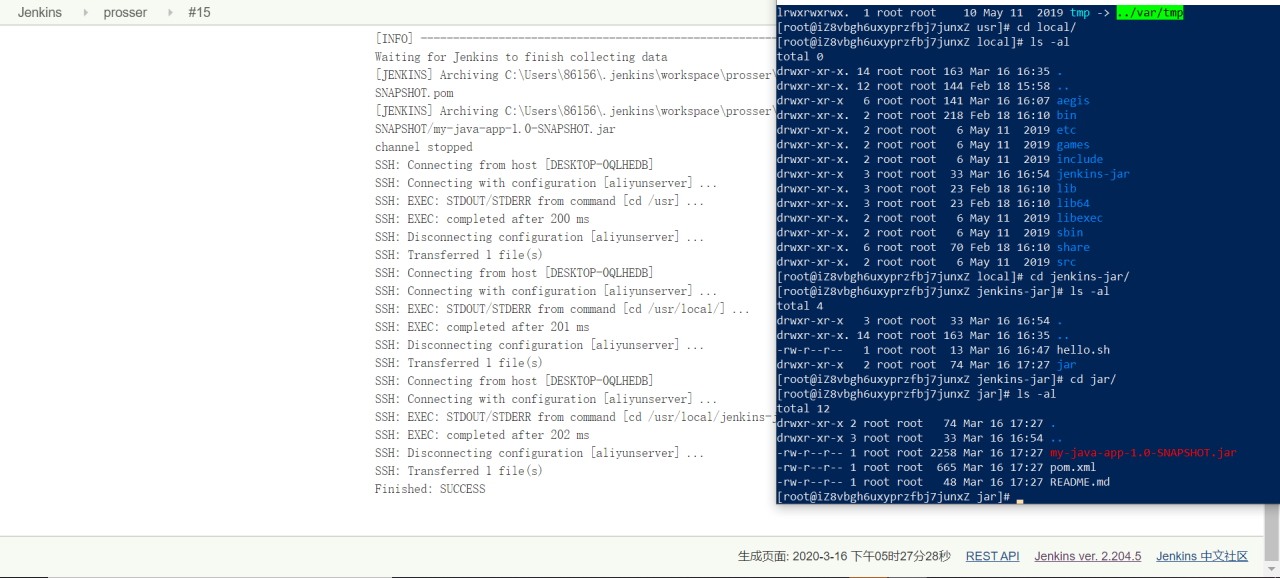 Jenkins prosser #15
[INFO] ------------------------------------------------------------
Waiting for Jenkins to finish collecting data
[JENKINS] Archiving C:\Users\86156\.jenkins\workspace\prosser\
SNAPSHOT.pom
[JENKINS] Archiving C:\Users\86156\.jenkins\workspace\prosser\
SNAPSHOT/my-java-app-1.0-SNAPSHOT.jar
channel stopped
SSH: Connecting from host [DESKTOP-OQLHEDB]
SSH: Connecting with configuration [aliyunserver] ...
SSH: EXEC: STDOUT/STDERR from command [cd /usr] ...
SSH: EXEC: completed after 200 ms
SSH: Disconnecting configuration [aliyunserver] ...
SSH: Transferred 1 file(s)
SSH: Connecting from host [DESKTOP-OQLHEDB]
SSH: Connecting with configuration [aliyunserver] ...
SSH: EXEC: STDOUT/STDERR from command [cd /usr/local/] ...
SSH: EXEC: completed after 201 ms
SSH: Disconnecting configuration [aliyunserver] ...
SSH: Transferred 1 file(s)
SSH: Connecting from host [DESKTOP-OQLHEDB]
SSH: Connecting with configuration [aliyunserver] ...
SSH: EXEC: STDOUT/STDERR from command [cd /usr/local/jenkins-j
SSH: EXEC: completed after 202 ms
SSH: Disconnecting configuration [aliyunserver] ...
SSH: Transferred 1 file(s)
Finished: SUCCESS
lrwxrwxrwx. 1 root root 10 May 11 2019 tmp -> ../var/tmp
[root@iZ8vbgh6uxyprzfbj7junxZ usr]# cd local/
[root@iZ8vbgh6uxyprzfbj7junxZ local]# ls -al
total 0
drwxr-xr-x. 14 root root 163 Mar 16 16:35 .
drwxr-xr-x. 12 root root 144 Feb 18 15:58 ..
drwxr-xr-x 6 root root 141 Mar 16 16:07 aegis
drwxr-xr-x. 2 root root 218 Feb 18 16:10 bin
drwxr-xr-x. 2 root root 6 May 11 2019 etc
drwxr-xr-x. 2 root root 6 May 11 2019 games
drwxr-xr-x. 2 root root 6 May 11 2019 include
drwxr-xr-x 3 root root 33 Mar 16 16:54 jenkins-jar
drwxr-xr-x. 3 root root 23 Feb 18 16:10 lib
drwxr-xr-x. 3 root root 23 Feb 18 16:10 lib64
drwxr-xr-x. 2 root root 6 May 11 2019 libexec
drwxr-xr-x. 2 root root 6 May 11 2019 sbin
drwxr-xr-x. 6 root root 70 Feb 18 16:10 share
drwxr-xr-x. 2 root root 6 May 11 2019 src
[root@iZ8vbgh6uxyprzfbj7junxZ local]# cd jenkins-jar/
[root@iZ8vbgh6uxyprzfbj7junxZ jenkins-jar]# ls -al
total 4
drwxr-xr-x 3 root root 33 Mar 16 16:54 .
drwxr-xr-x. 14 root root 163 Mar 16 16:35 ..
-rw-r--r-- 1 root root 13 Mar 16 16:47 hello.sh
drwxr-xr-x 2 root root 74 Mar 16 17:27 jar
[root@iZ8vbgh6uxyprzfbj7junxZ jenkins-jar]# cd jar/
[root@iZ8vbgh6uxyprzfbj7junxZ jar]# ls -al
total 12
drwxr-xr-x 2 root root 74 Mar 16 17:27 .
drwxr-xr-x 3 root root 33 Mar 16 16:54 ..
-rw-r--r-- 1 root root 2258 Mar 16 17:27 my-java-app-1.0-SNAPSHOT.jar
-rw-r--r-- 1 root root 665 Mar 16 17:27 pom.xml
-rw-r--r-- 1 root root 48 Mar 16 17:27 README.md
[root@iZ8vbgh6uxyprzfbj7junxZ jar]#
生成页面: 2020-3-16 下午05时27分28秒 REST API Jenkins ver. 2.204.5 Jenkins 中文社区